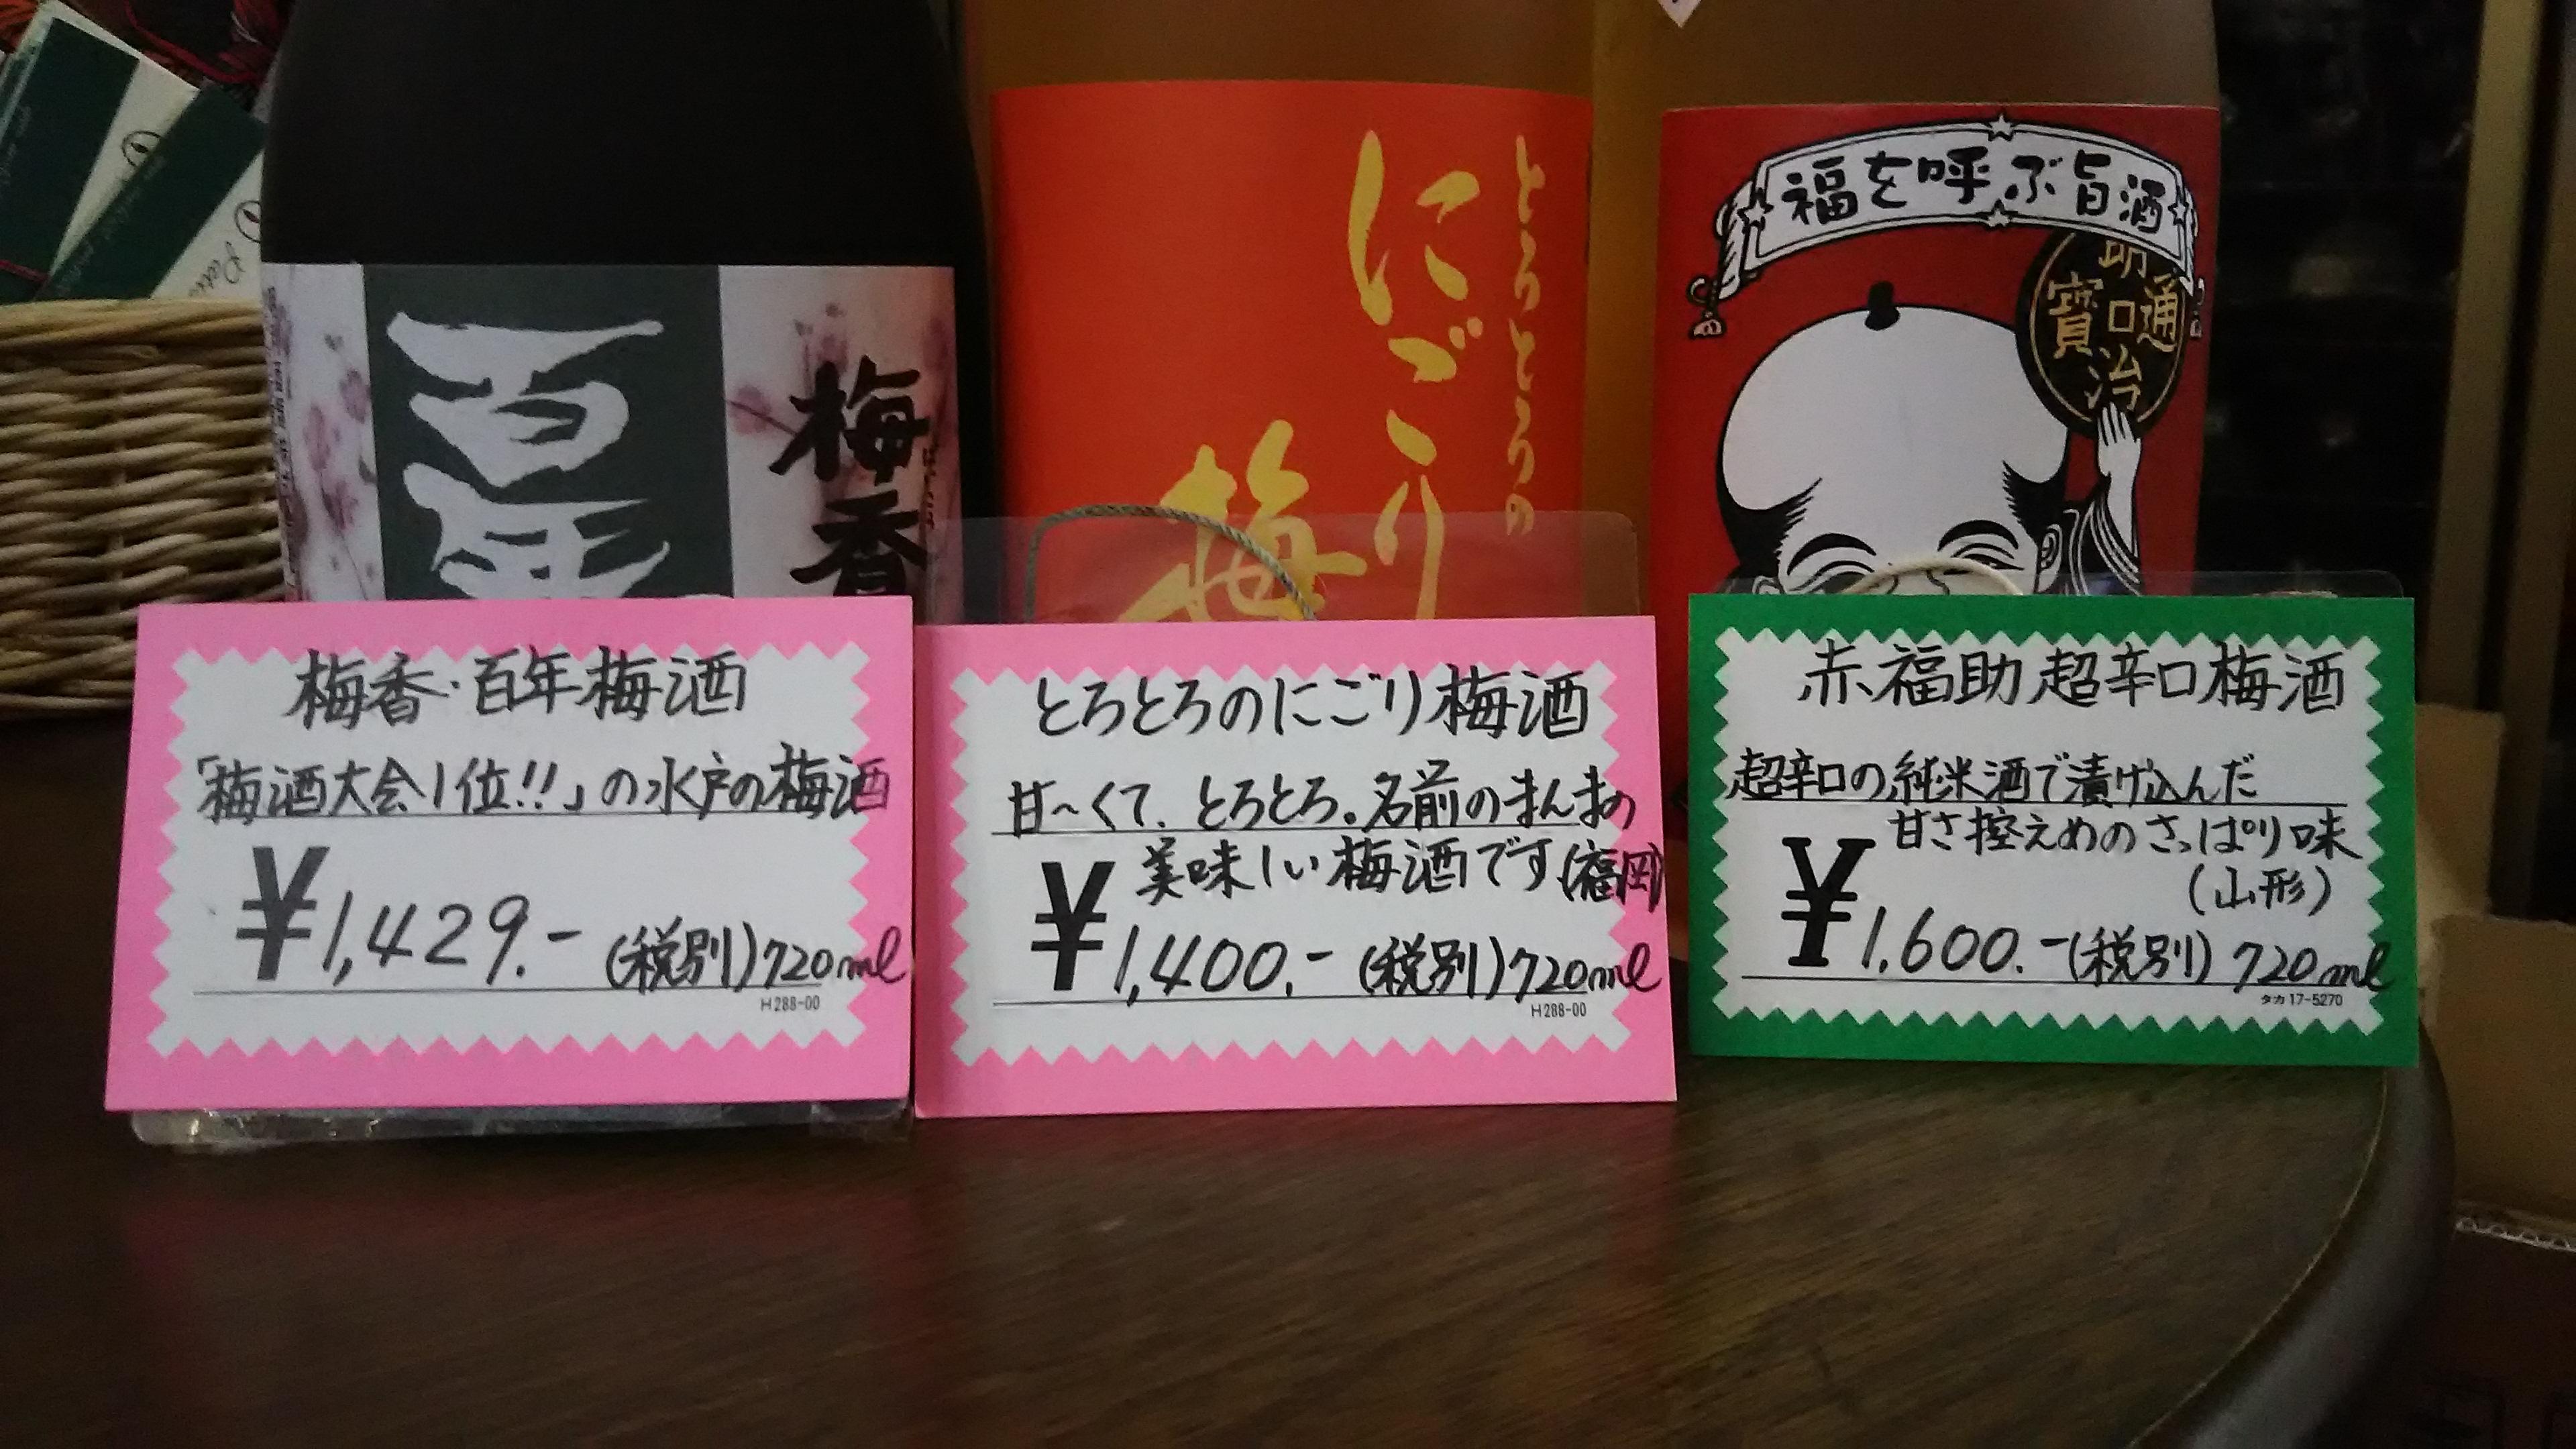 百年
梅香
とろとろの
にごり
梅
福を呼ぶ旨酒
助
通
寶
治
梅香・百年梅酒
「梅酒大会1位!!」の水戸の梅酒
¥1,429.-(税別)720ml
H288-00
とろとろのにごり梅酒
甘〜くて、とろとろ。名前のまんまの
美味しい梅酒です(福岡)
¥1,400.-(税別)720ml
H288-00
赤福助超辛口梅酒
超辛口の純米酒で漬け込んだ
甘さ控えめのさっぱり味
(山形)
¥1,600.-(税別)720ml
タカ17-5270